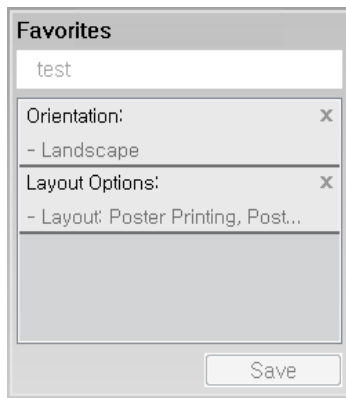 Favorites
test
Orientation: x
- Landscape
Layout Options: x
- Layout: Poster Printing, Post...
Save